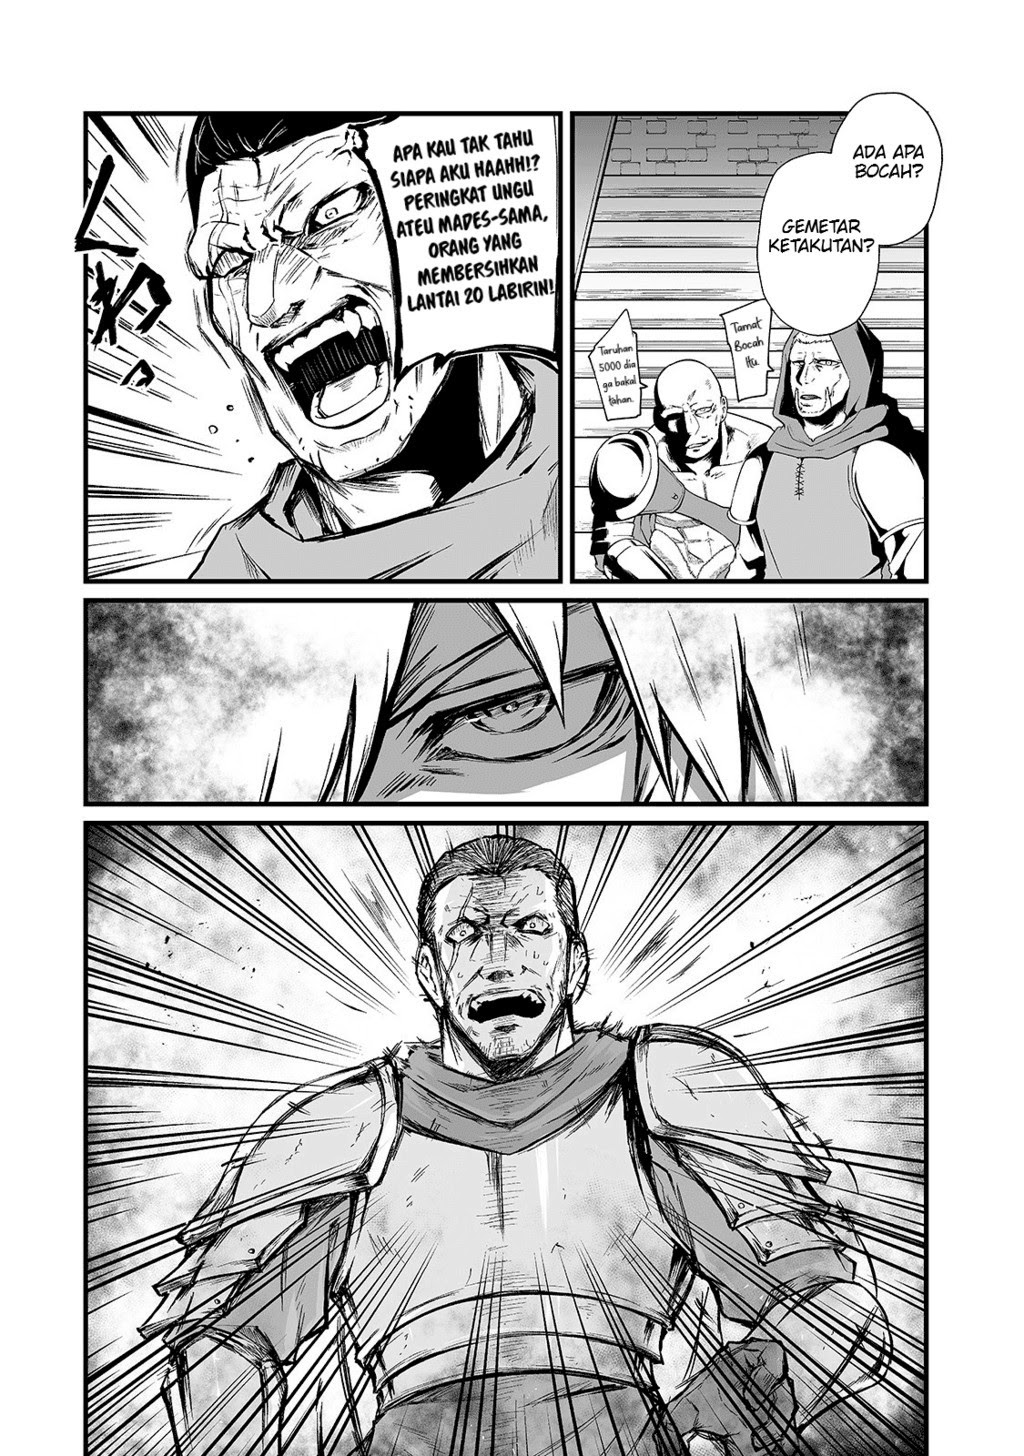 APA KAU TAK TAHU
SIAPA AKU HAAHH!?
PERINGKAT UNGU
ATEU MADES-SAMA,
ORANG YANG
MEMBERSIHKAN
LANTAI 20 LABIRIN!
ADA APA
BOCAH?
GEMETAR
KETAKUTAN?
Tamat
Bocah
Itu.
Taruhan
5000 dia
ga bakal
tahan.